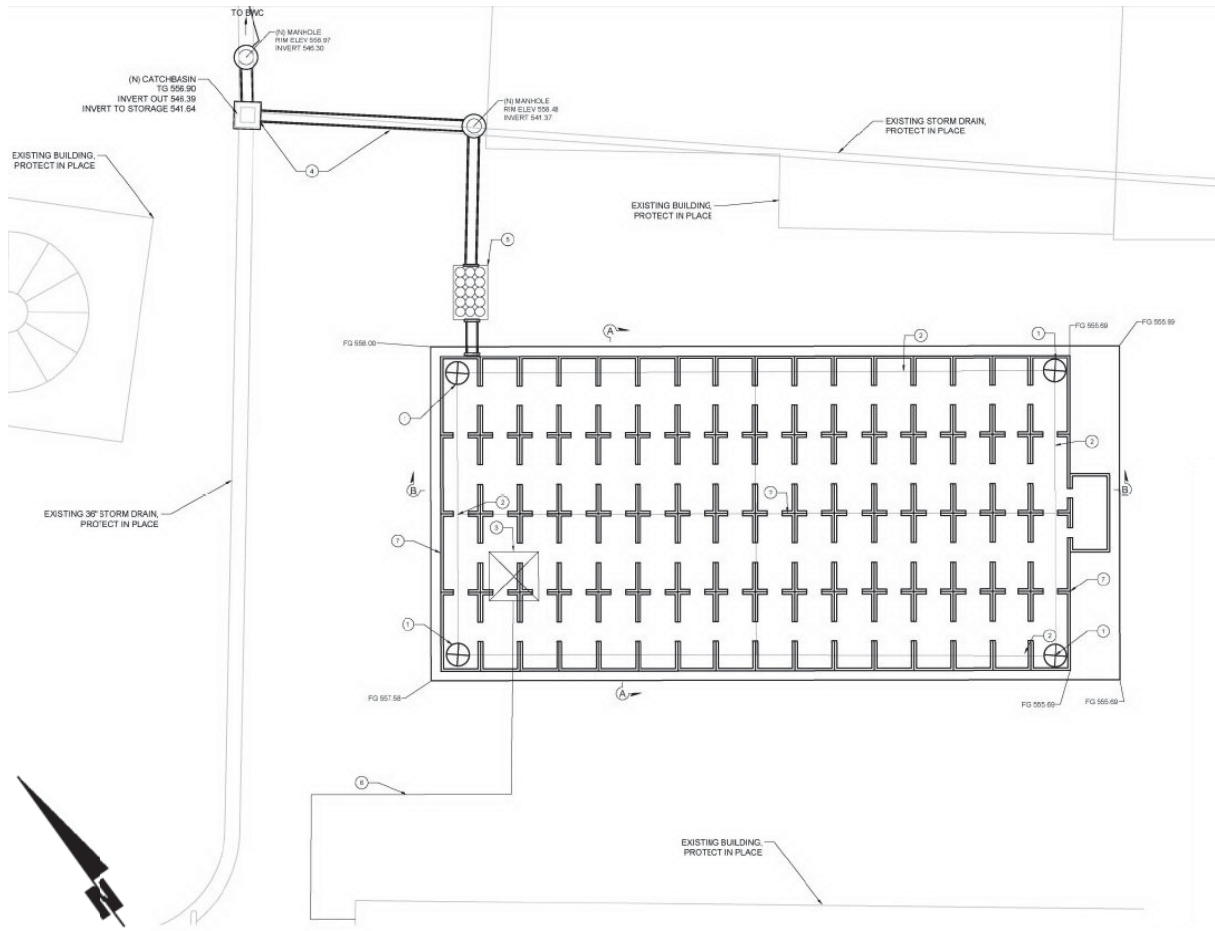 TO BWC
(N) MANHOLE
RIM ELEV 556.97
INVERT 546.30
(N) CATCHBASIN
TG 556.90
INVERT OUT 546.39
INVERT TO STORAGE 541.64
(N) MANHOLE
RIM ELEV 558.48
INVERT 541.37
EXISTING STORM DRAIN,
PROTECT IN PLACE
EXISTING BUILDING,
PROTECT IN PLACE
4
EXISTING BUILDING,
PROTECT IN PLACE
5
A
2
1
FG 555.69
FG 555.99
FG 558.00
2
B
2
3
B
EXISTING 36" STORM DRAIN,
PROTECT IN PLACE
7
7
1
2
1
FG 557.58
A
FG 555.69
FG 555.69
6
EXISTING BUILDING,
PROTECT IN PLACE
N